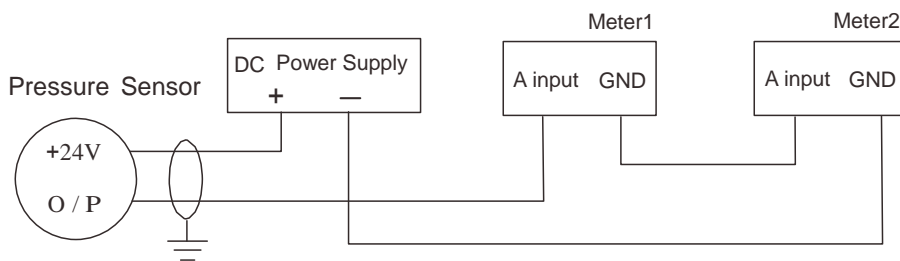 Meter1
Meter2
DC Power Supply
+ —
A input GND
A input GND
Pressure Sensor
+24V
O / P